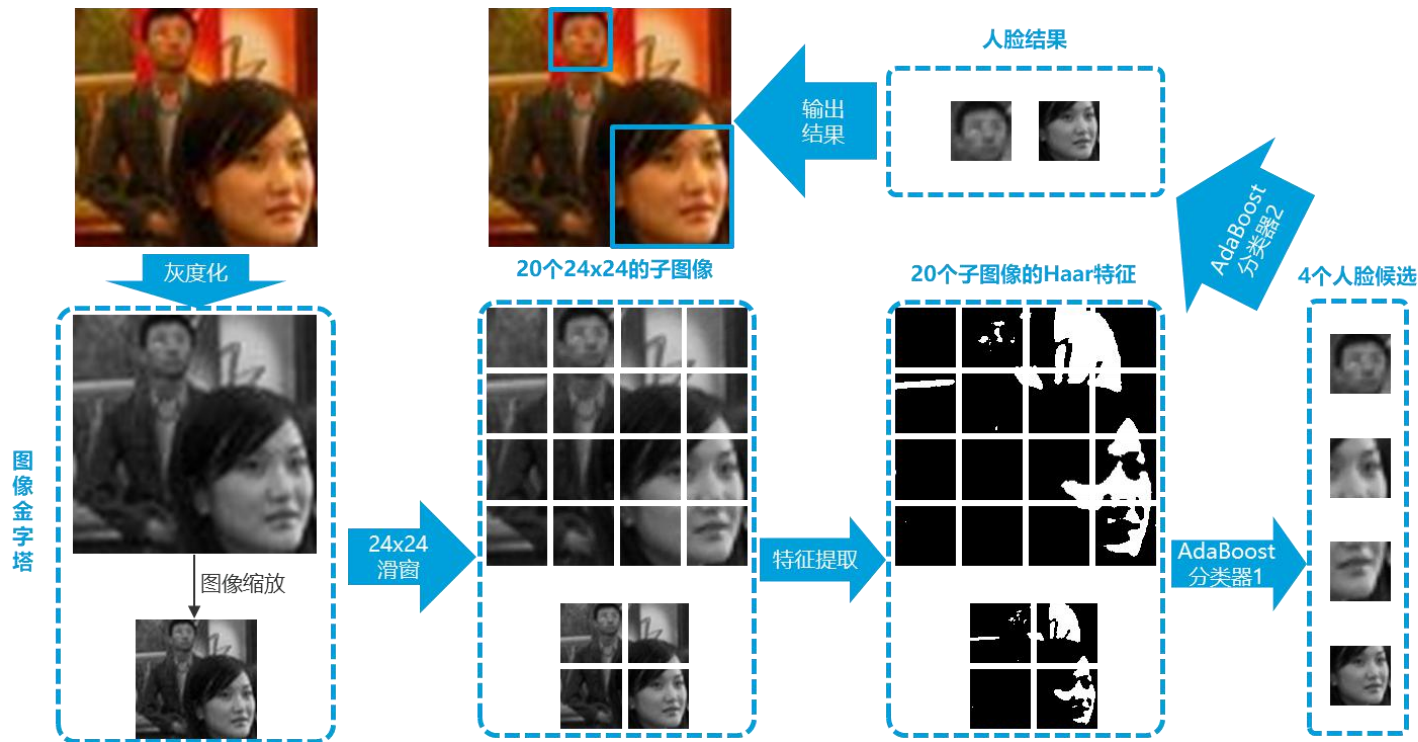 人脸结果
输出
结果
灰度化
20个24x24的子图像
20个子图像的Haar特征
AdaBoost
分类器2
4个人脸候选
图像金字塔
图像缩放
24x24
滑窗
特征提取
AdaBoost
分类器1